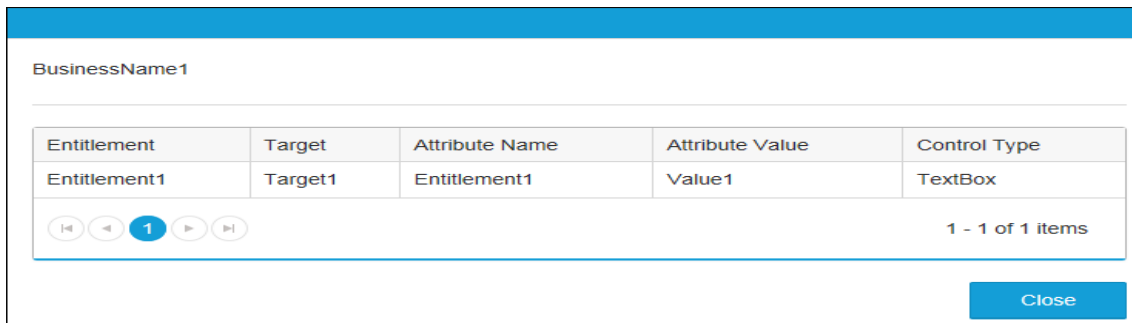 BusinessName1
Entitlement Target Attribute Name Attribute Value Control Type
Entitlement1 Target1 Entitlement1 Value1 TextBox
1 1 - 1 of 1 items
Close